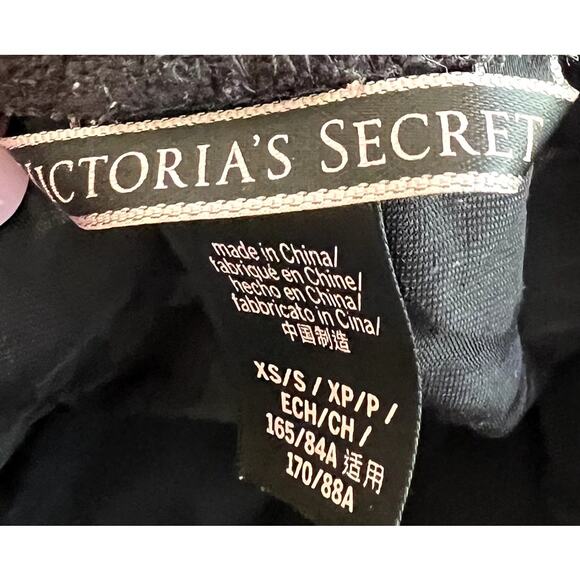 VICTORIA'S SECRET
made in China/
fabriqué en Chine/
hecho en China/
fabbricato in Cina/
中国制造
XS/S / XP/P /
ECH/CH /
165/84A 适用
170/88A